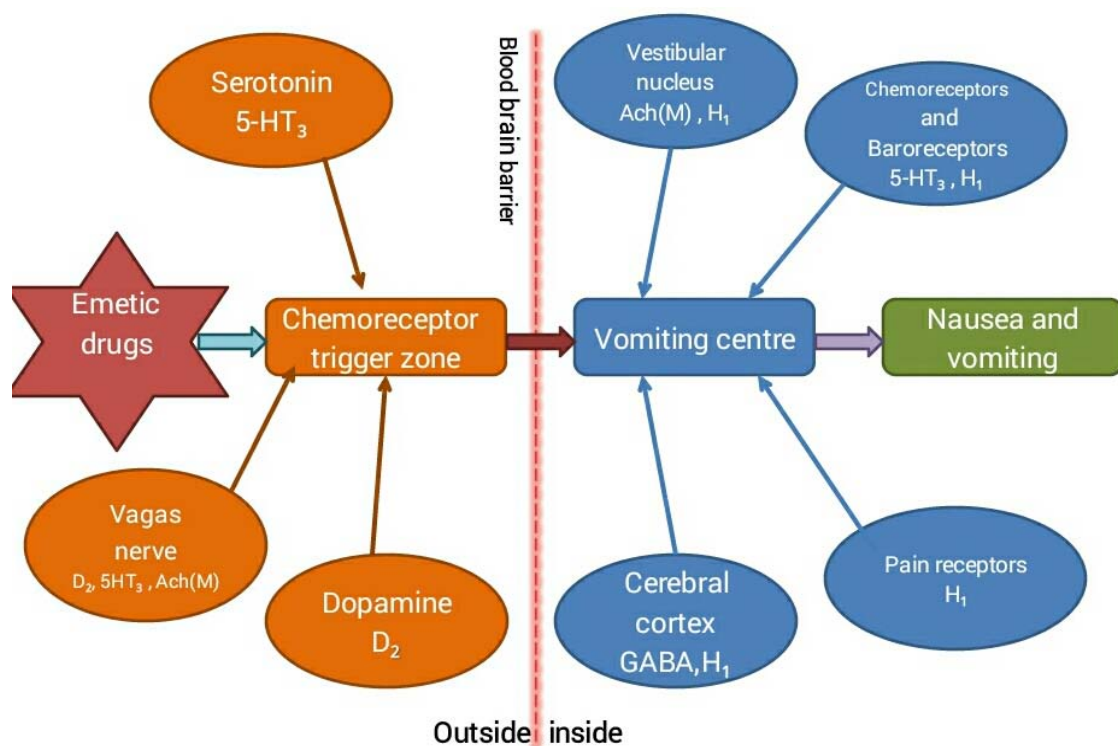 Serotonin
5-HT₃
Blood brain barrier
Vestibular
nucleus
Ach(M) , H₁
Chemoreceptors
and
Baroreceptors
5-HT₃ , H₁
Emetic
drugs
Chemoreceptor
trigger zone
Vomiting centre
Nausea and
vomiting
Vagas
nerve
D₂, 5HT₃ , Ach(M)
Dopamine
D₂
Cerebral
cortex
GABA,H₁
Pain receptors
H₁
Outside inside